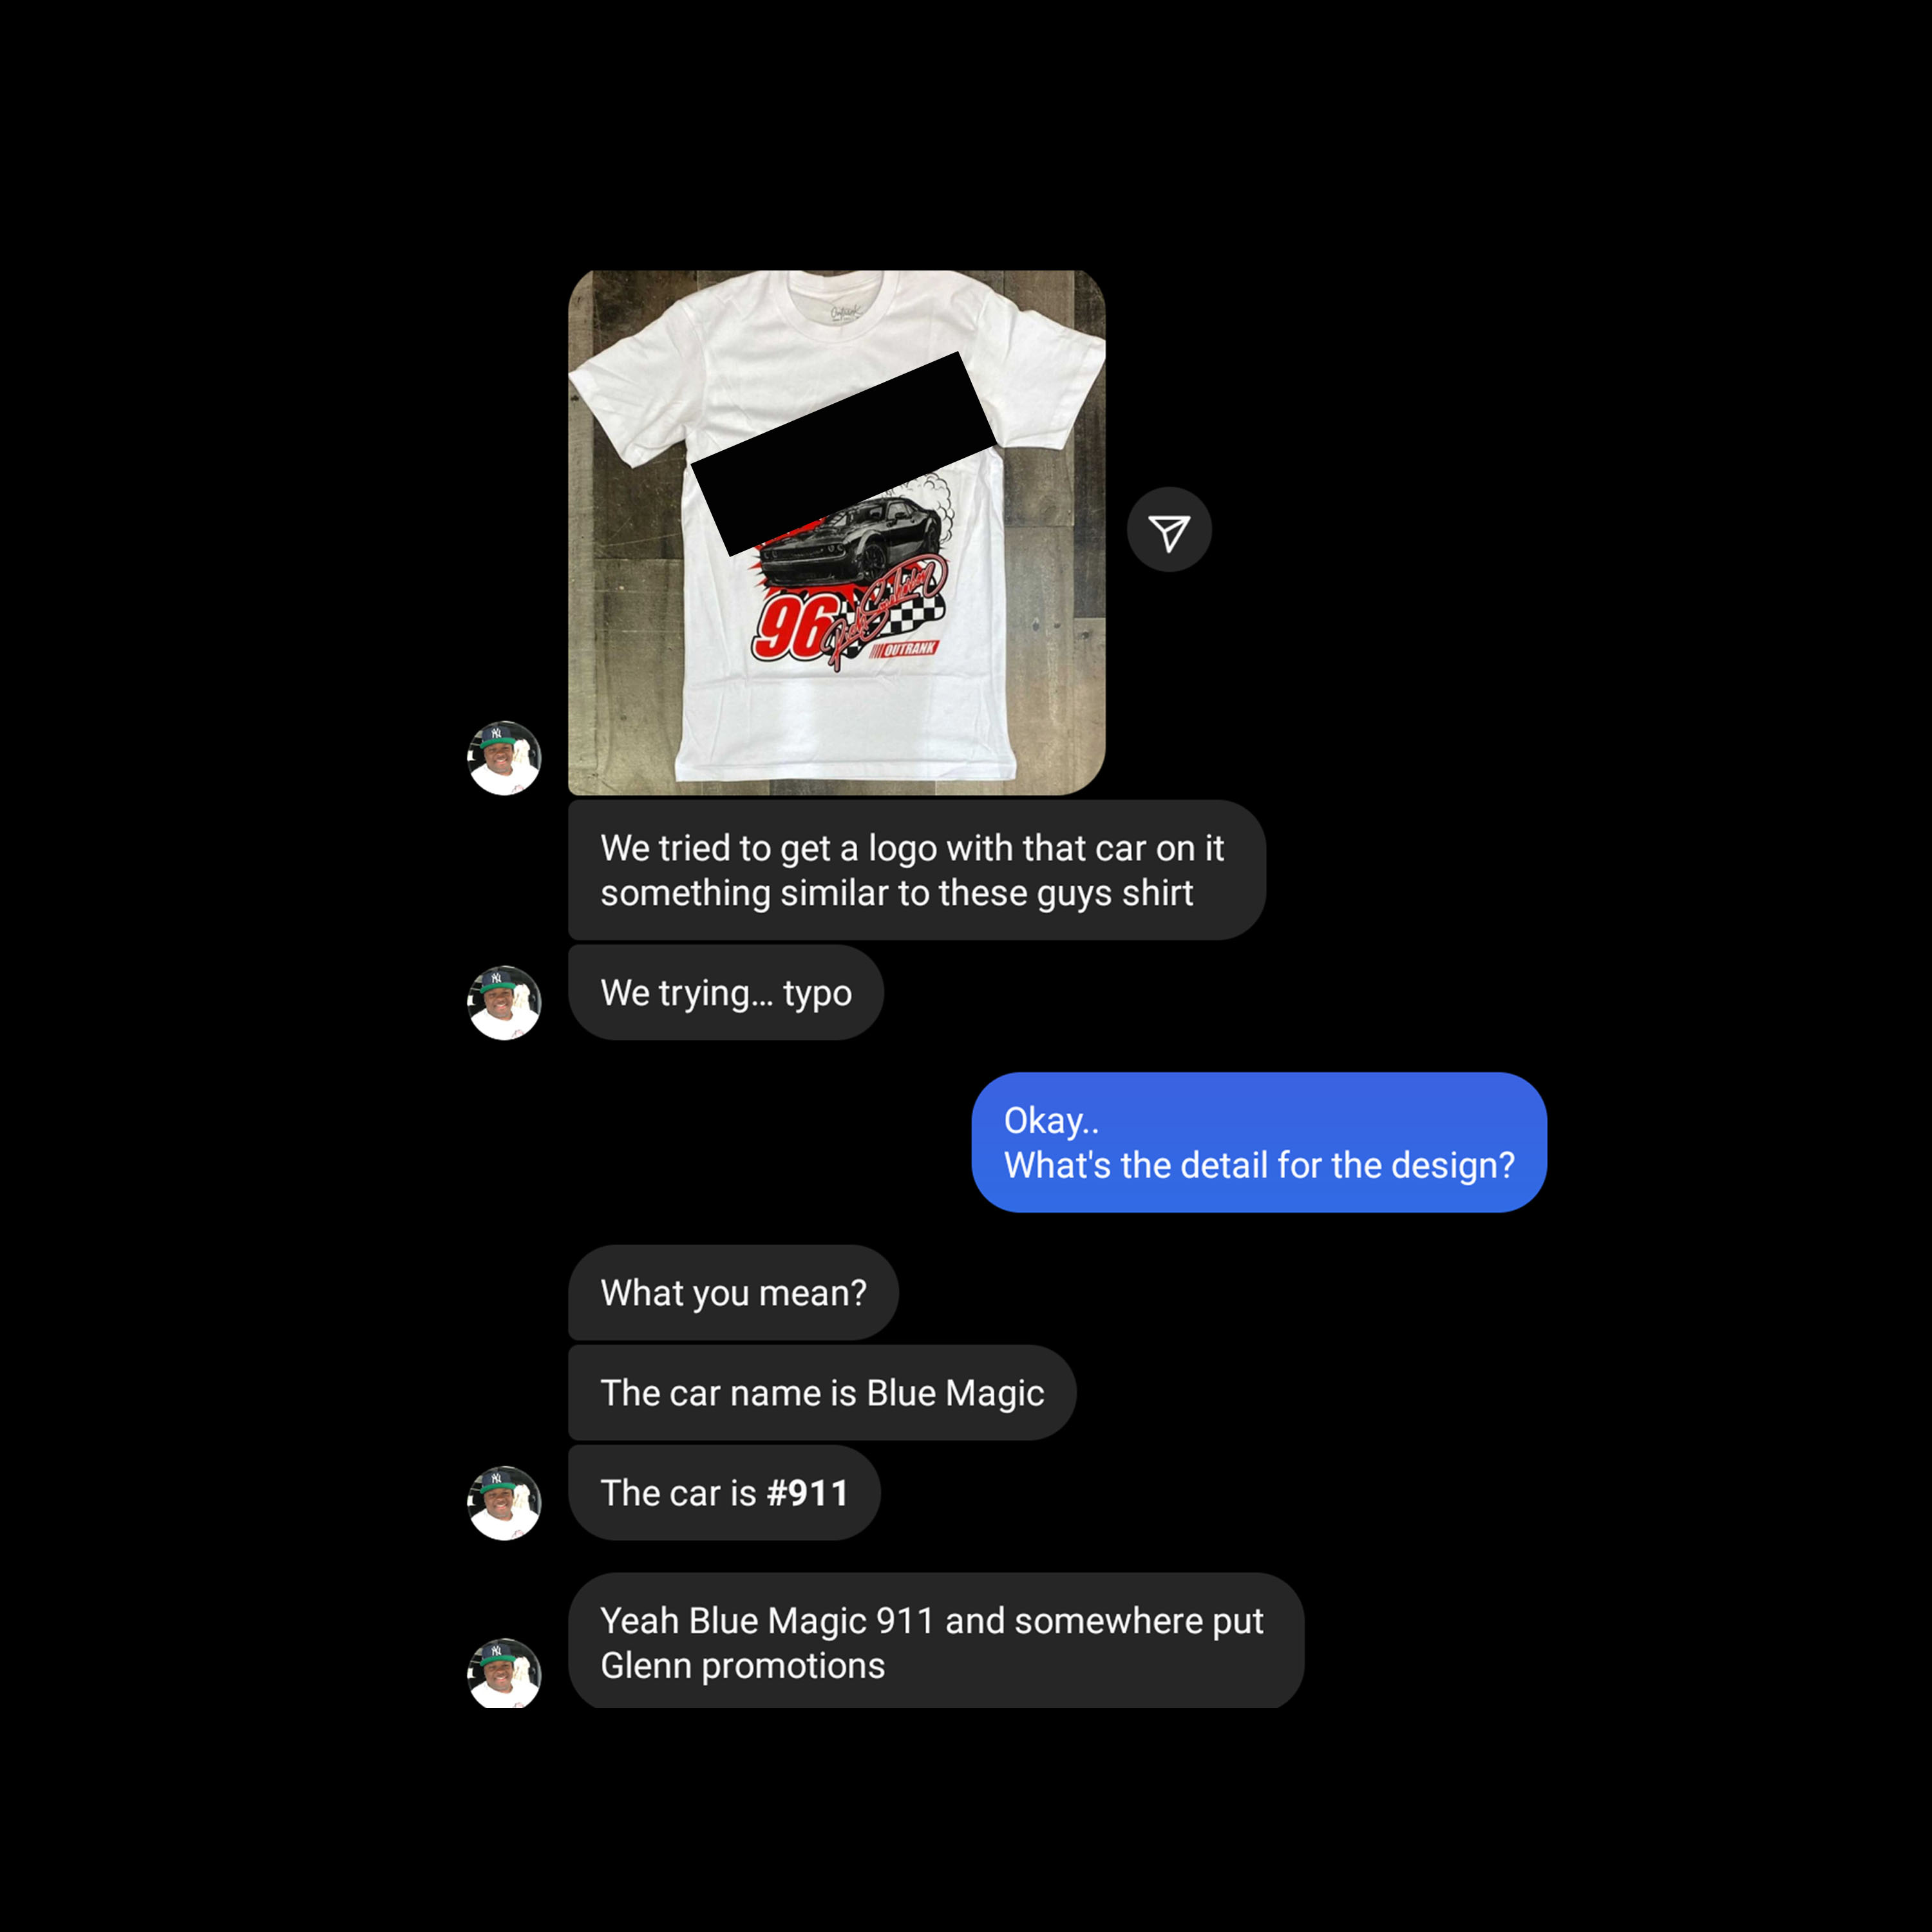 96
OUTRANK
We tried to get a logo with that car on it
something similar to these guys shirt
We trying... typo
Okay..
What's the detail for the design?
What you mean?
The car name is Blue Magic
The car is #911
Yeah Blue Magic 911 and somewhere put
Glenn promotions